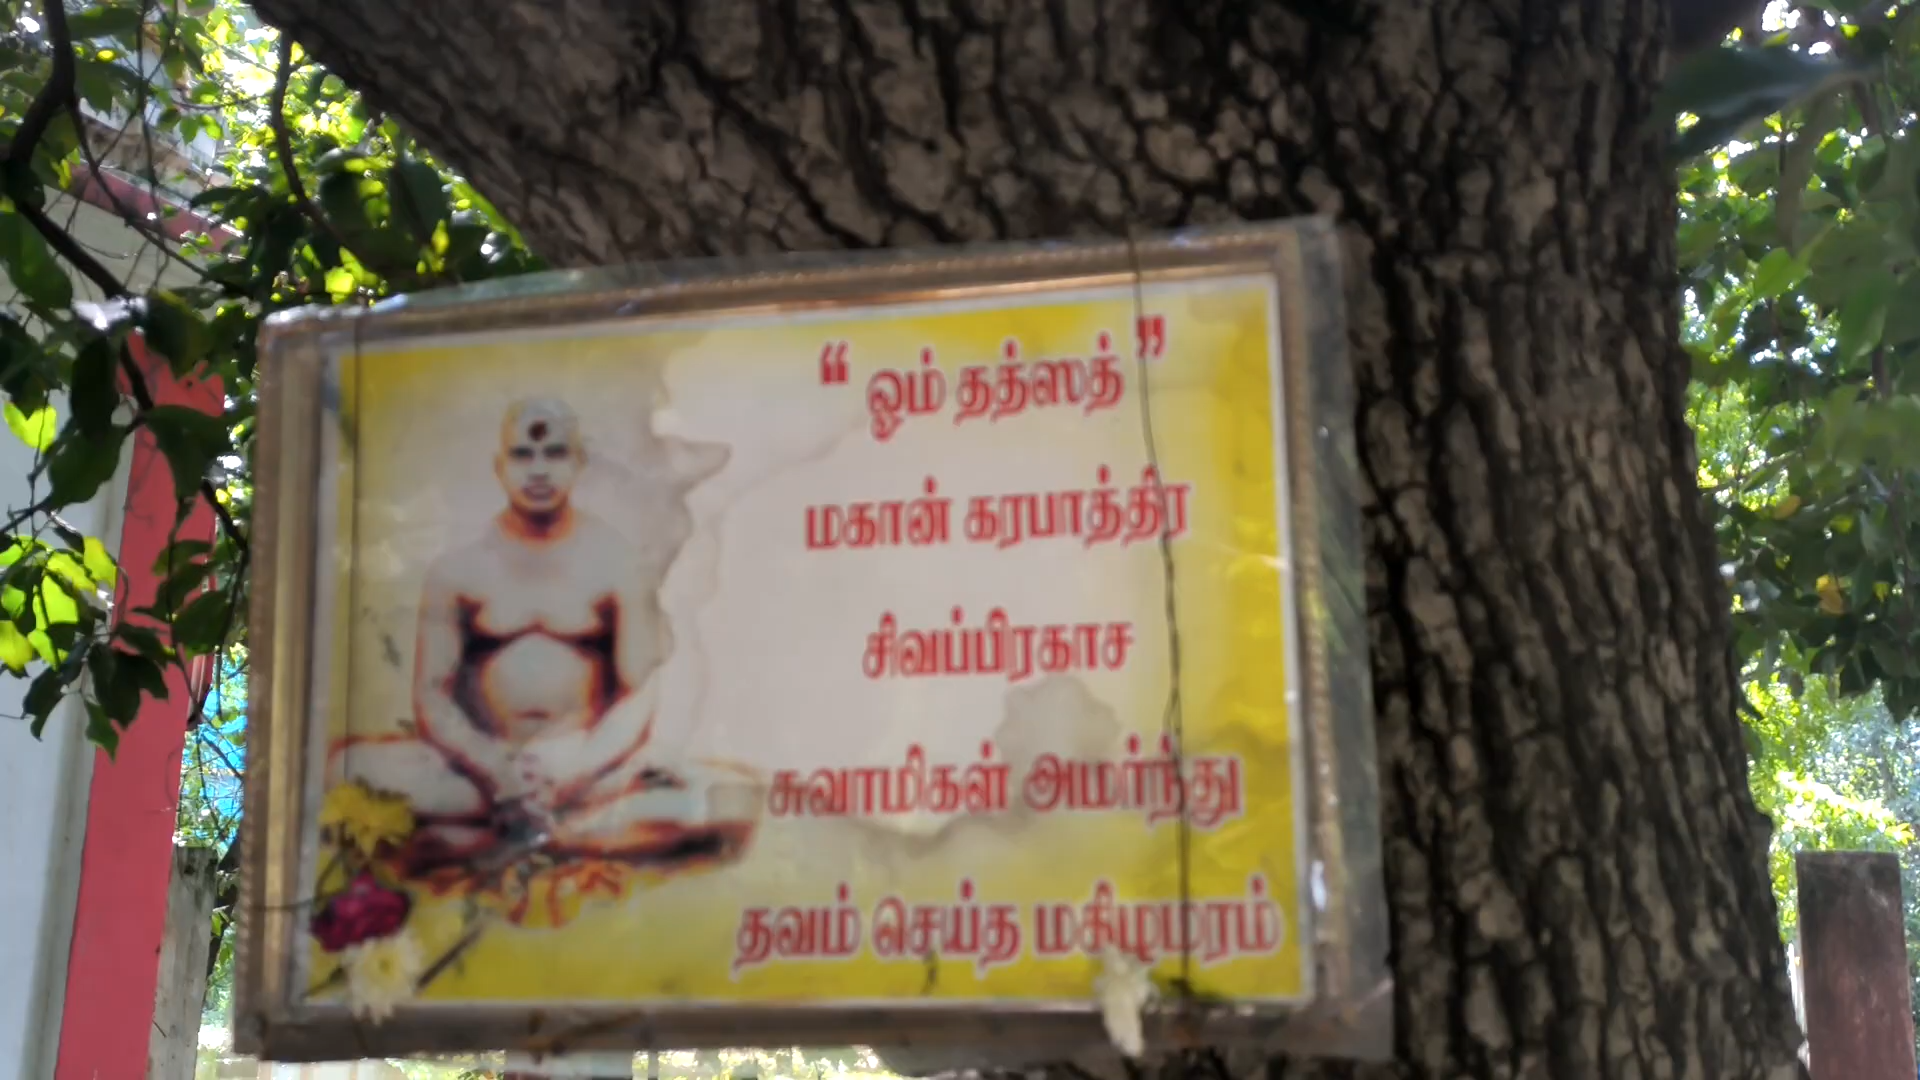 “ ஓம் தத்ஸத் ”
மகான் கரபாத்திர
சிவப்பிரகாச
சுவாமிகள் அமர்ந்து
தவம் செய்த மகிழமரம்